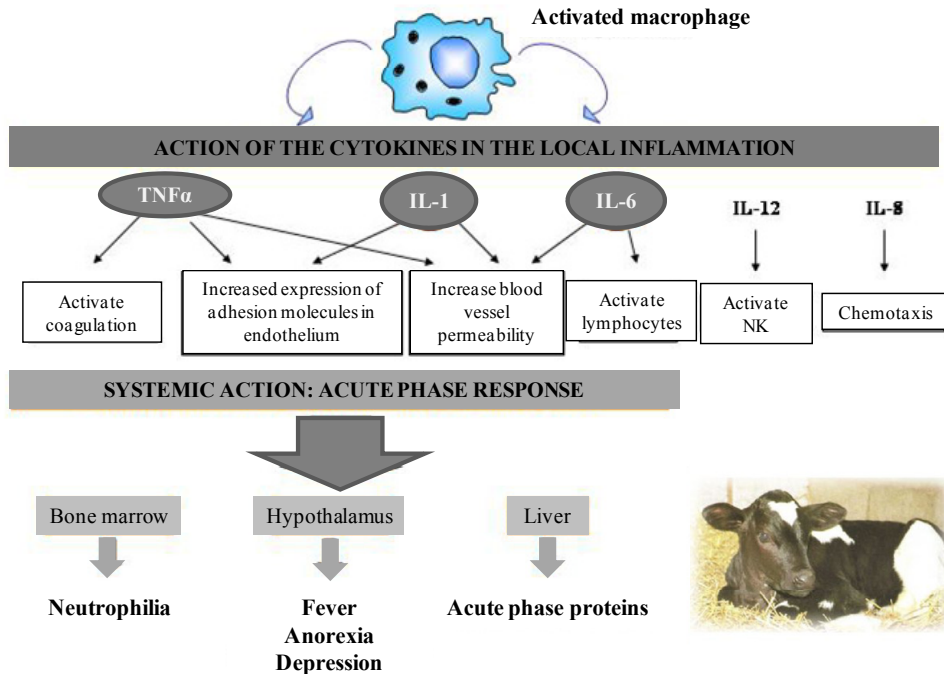 Activated macrophage
ACTION OF THE CYTOKINES IN THE LOCAL INFLAMMATION
TNFα
IL-1
IL-6
IL-12
IL-8
Activate
coagulation
Increased expression of
adhesion molecules in
endothelium
Increase blood
vessel
permeability
Activate
lymphocytes
Activate
NK
Chemotaxis
SYSTEMIC ACTION: ACUTE PHASE RESPONSE
Bone marrow
Hypothalamus
Liver
Neutrophilia
Fever
Anorexia
Depression
Acute phase proteins